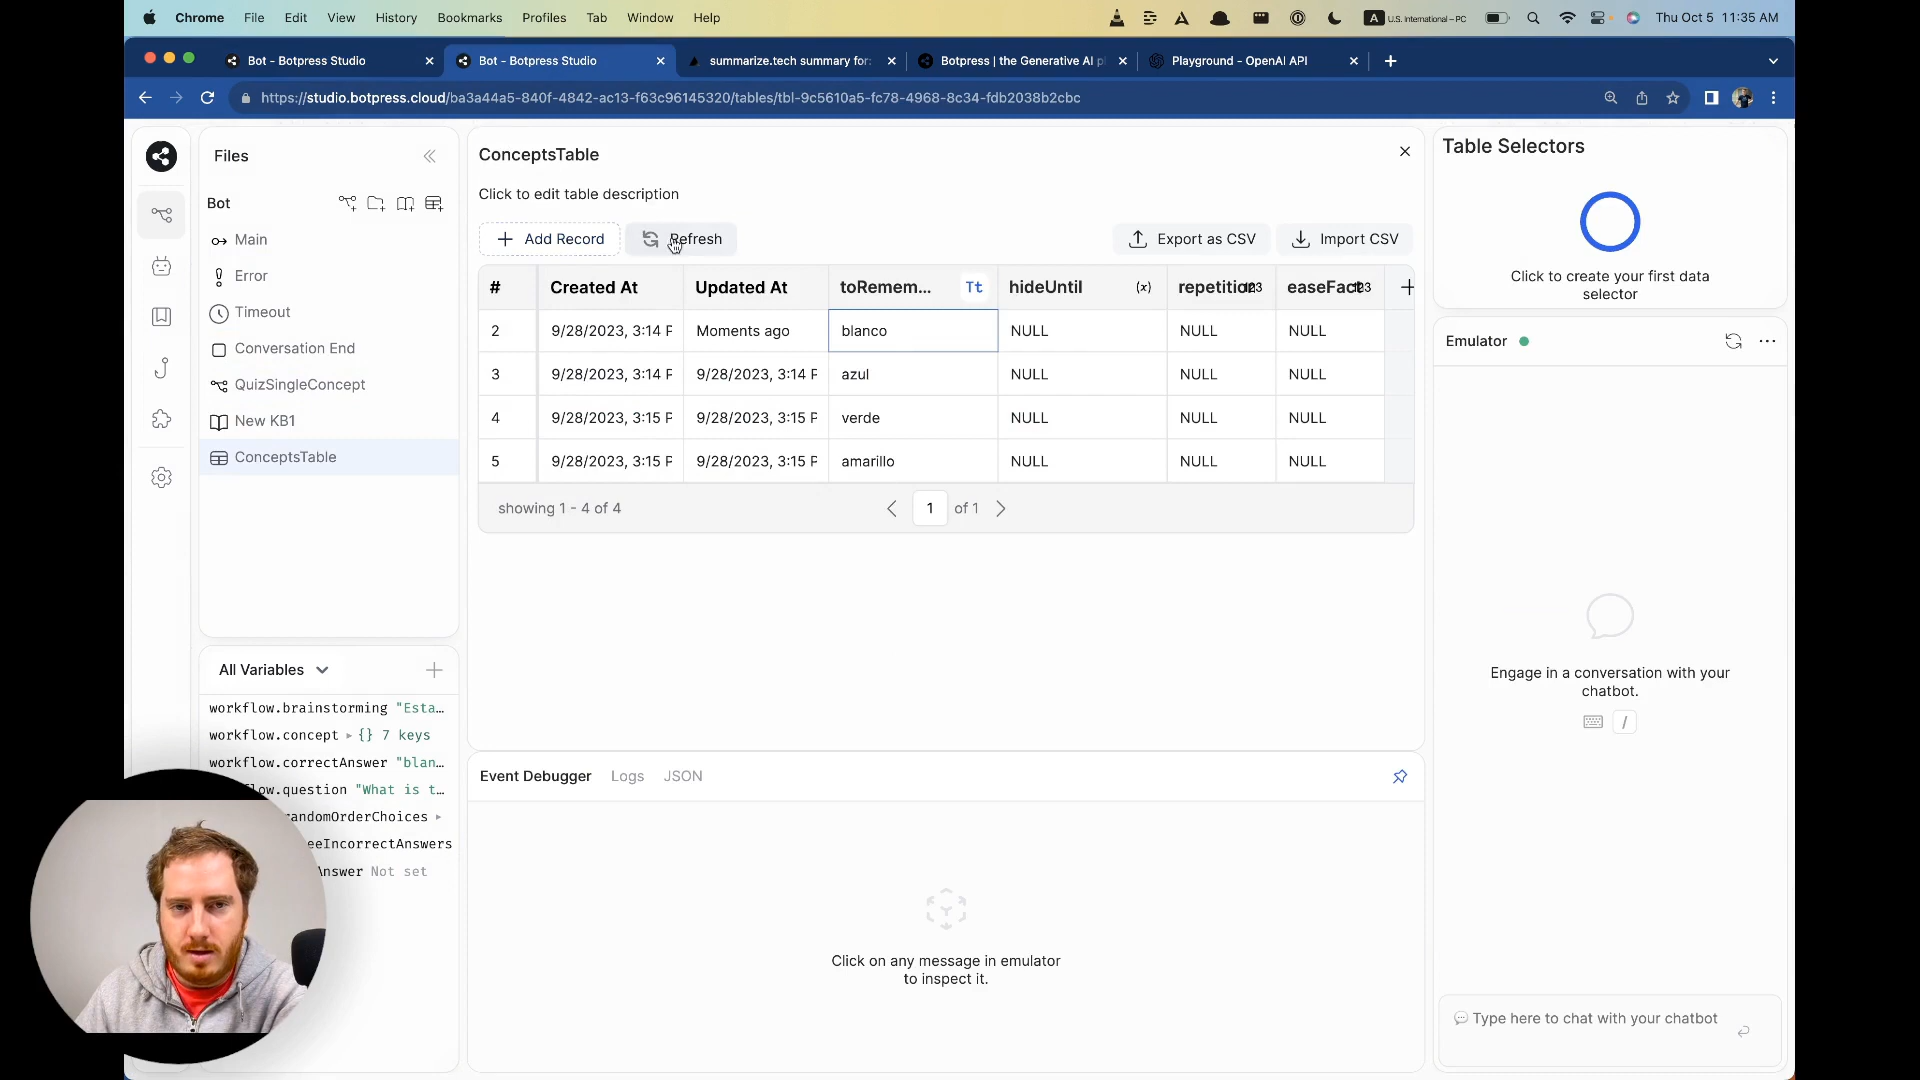 Chrome File Edit View History Bookmarks Profiles Tab Window Help A U.S. International – PC Thu Oct 5 11:35 AM
Bot - Botpress Studio Bot - Botpress Studio summarize.tech summary for: Botpress | the Generative AI pl Playground - OpenAI API
https://studio.botpress.cloud/ba3a44a5-840f-4842-ac13-f63c96145320/tables/tbl-9c5610a5-fc78-4968-8c34-fdb2038b2cbc
Files
Bot
Main
Error
Timeout
Conversation End
QuizSingleConcept
New KB1
ConceptsTable
All Variables
workflow.brainstorming "Esta…
workflow.concept {} 7 keys
workflow.correctAnswer "blan…
ow.question "What is t…
randomOrderChoices
eeIncorrectAnswers
Answer Not set
ConceptsTable
Click to edit table description
Add Record Refresh Export as CSV Import CSV
# Created At Updated At toRemem... Tt hideUntil (x) repetition 123 easeFact 123
2 9/28/2023, 3:14 P Moments ago blanco NULL NULL NULL
3 9/28/2023, 3:14 P 9/28/2023, 3:14 P azul NULL NULL NULL
4 9/28/2023, 3:15 P 9/28/2023, 3:15 P verde NULL NULL NULL
5 9/28/2023, 3:15 P 9/28/2023, 3:15 P amarillo NULL NULL NULL
showing 1 - 4 of 4 1 of 1
Event Debugger Logs JSON
Click on any message in emulator
to inspect it.
Table Selectors
Click to create your first data
selector
Emulator
Engage in a conversation with your
chatbot.
/
Type here to chat with your chatbot